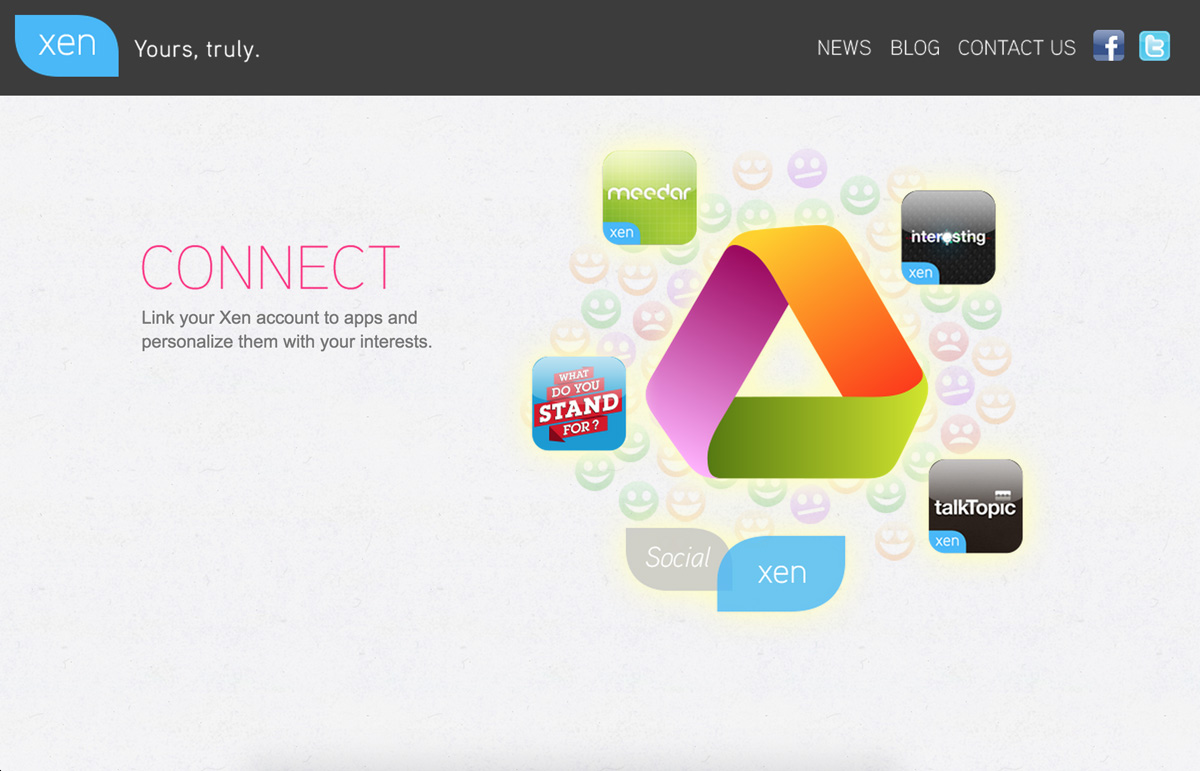 xen
Yours, truly.
NEWS BLOG CONTACT US
f
t
CONNECT
Link your Xen account to apps and
personalize them with your interests.
meedar
xen
interesting
xen
WHAT
DO YOU
STAND
FOR?
talkTopic
xen
Social
xen